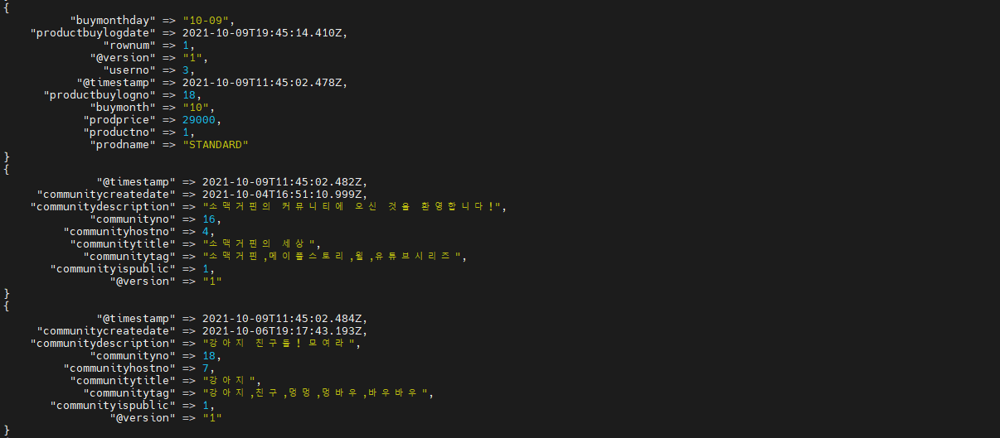 {
"buymonthday" => "10-09",
"productbuylogdate" => 2021-10-09T19:45:14.410Z,
"rownum" => 1,
"@version" => "1",
"userno" => 3,
"@timestamp" => 2021-10-09T11:45:02.478Z,
"productbuylogno" => 18,
"buymonth" => "10",
"prodprice" => 29000,
"productno" => 1,
"prodname" => "STANDARD"
}
{
"@timestamp" => 2021-10-09T11:45:02.482Z,
"communitycreatedate" => 2021-10-04T16:51:10.999Z,
"communitydescription" => "소맥거핀의 커뮤니티에 오신 것을 환영합니다!",
"communityno" => 16,
"communityhostno" => 4,
"communitytitle" => "소맥거핀의 세상",
"communitytag" => "소맥거핀,메이플스토리,윌,유튜브시리즈",
"communityispublic" => 1,
"@version" => "1"
}
{
"@timestamp" => 2021-10-09T11:45:02.484Z,
"communitycreatedate" => 2021-10-06T19:17:43.193Z,
"communitydescription" => "강아지 친구들! 모여라",
"communityno" => 18,
"communityhostno" => 7,
"communitytitle" => "강아지",
"communitytag" => "강아지,친구,멍멍,멍바우,바우바우",
"communityispublic" => 1,
"@version" => "1"
}